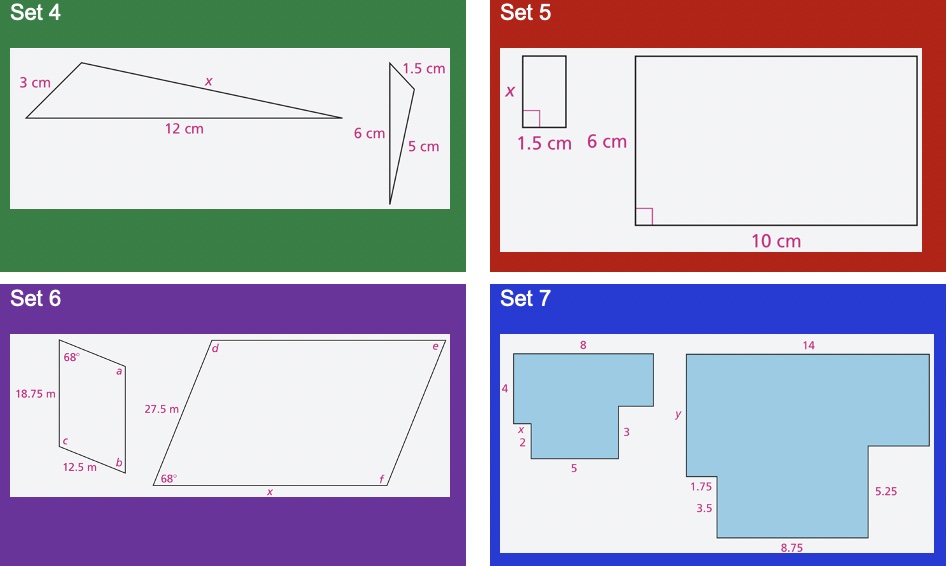 Set 4
3 cm
x
12 cm
1.5 cm
6 cm
5 cm
Set 5
x
1.5 cm
6 cm
10 cm
Set 6
68°
a
18.75 m
c
12.5 m
b
d
e
27.5 m
68°
f
x
Set 7
8
4
x
2
3
5
14
y
1.75
3.5
5.25
8.75